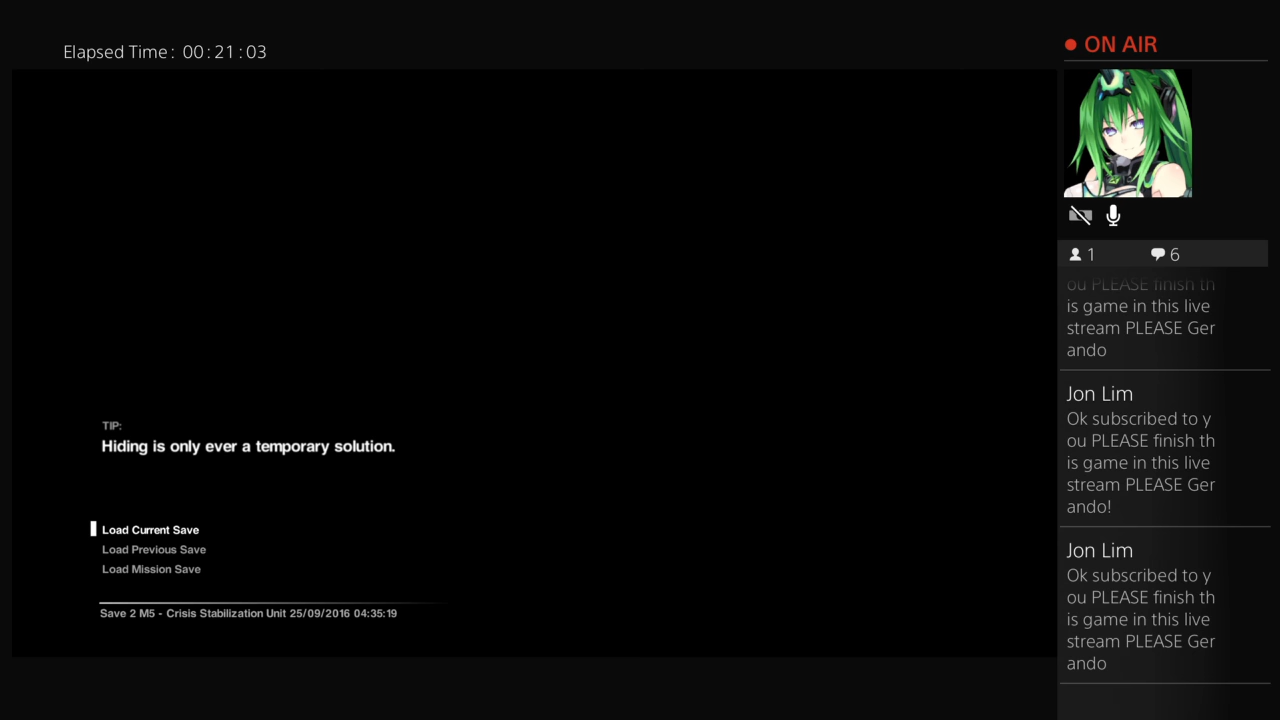 Elapsed Time: 00:21:03
ON AIR
1
6
ou PLEASE finish th
is game in this live
stream PLEASE Ger
ando
Jon Lim
Ok subscribed to y
ou PLEASE finish th
is game in this live
stream PLEASE Ger
ando!
Jon Lim
Ok subscribed to y
ou PLEASE finish th
is game in this live
stream PLEASE Ger
ando
TIP:
Hiding is only ever a temporary solution.
Load Current Save
Load Previous Save
Load Mission Save
Save 2 M5 - Crisis Stabilization Unit 25/09/2016 04:35:19